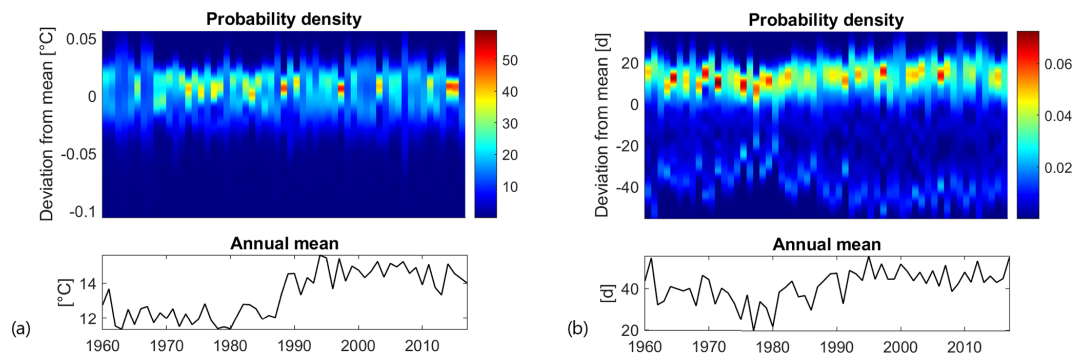 Probability density
Deviation from mean [°C]
0.05
0
-0.05
-0.1
50
40
30
20
10
Annual mean
[°C]
14
12
1960 1970 1980 1990 2000 2010
(a)
Probability density
Deviation from mean [d]
20
0
-20
-40
0.06
0.04
0.02
Annual mean
[d]
40
20
1960 1970 1980 1990 2000 2010
(b)